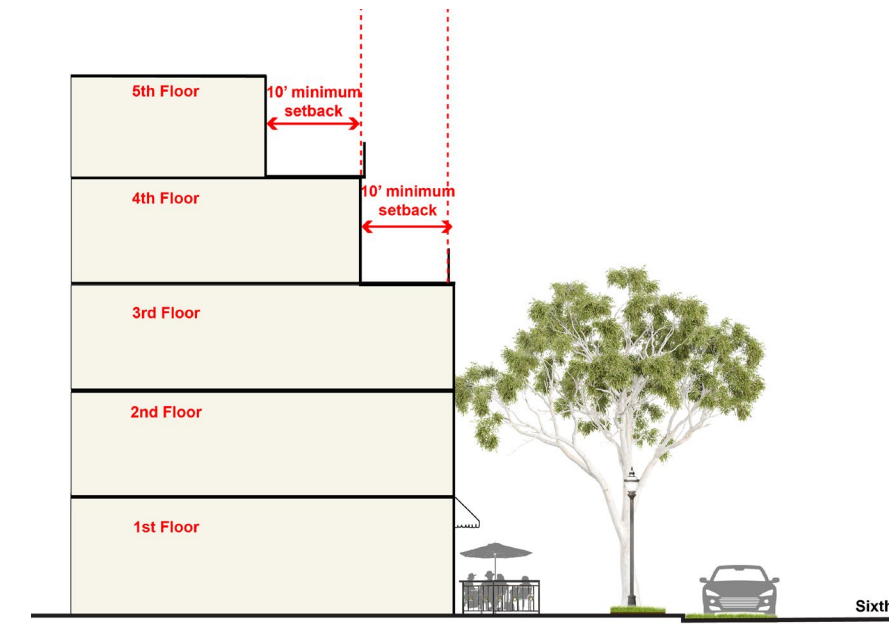 5th Floor
10’ minimum
setback
4th Floor
10’ minimum
setback
3rd Floor
2nd Floor
1st Floor
Sixth